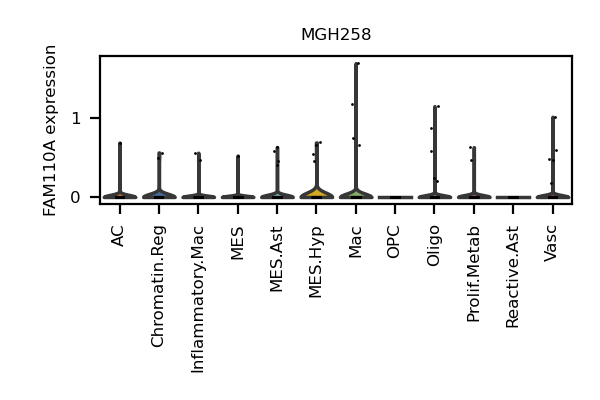 MGH258
FAM110A expression
1
0
AC
Chromatin.Reg
Inflammatory.Mac
MES
MES.Ast
MES.Hyp
Mac
OPC
Oligo
Prolif.Metab
Reactive.Ast
Vasc